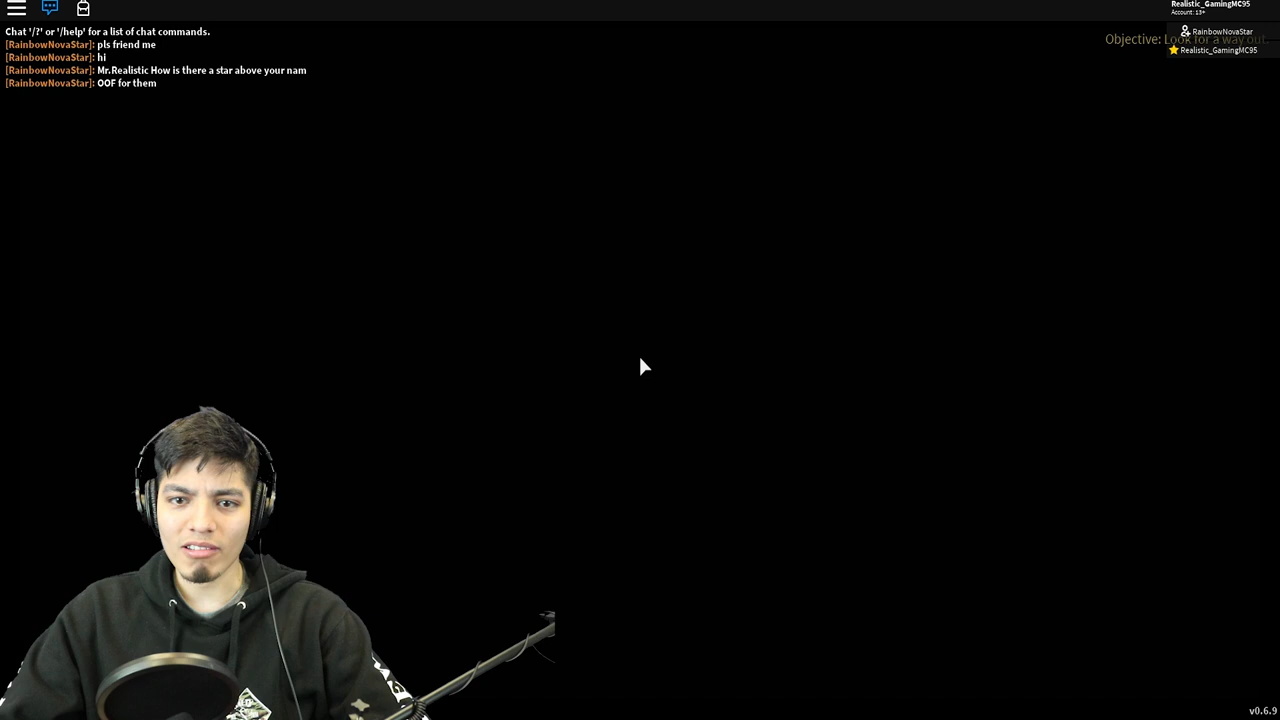 Realistic_GamingMC95
Account: 13+
Chat '/?' or '/help' for a list of chat commands.
[RainbowNovaStar]: pls friend me
[RainbowNovaStar]: hi
[RainbowNovaStar]: Mr.Realistic How is there a star above your nam
[RainbowNovaStar]: OOF for them
RainbowNovaStar
Objective: Look for a way out.
Realistic_GamingMC95
v0.6.9